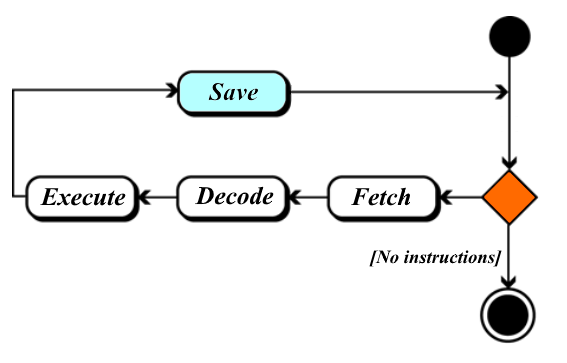 Save
Execute
Decode
Fetch
[No instructions]